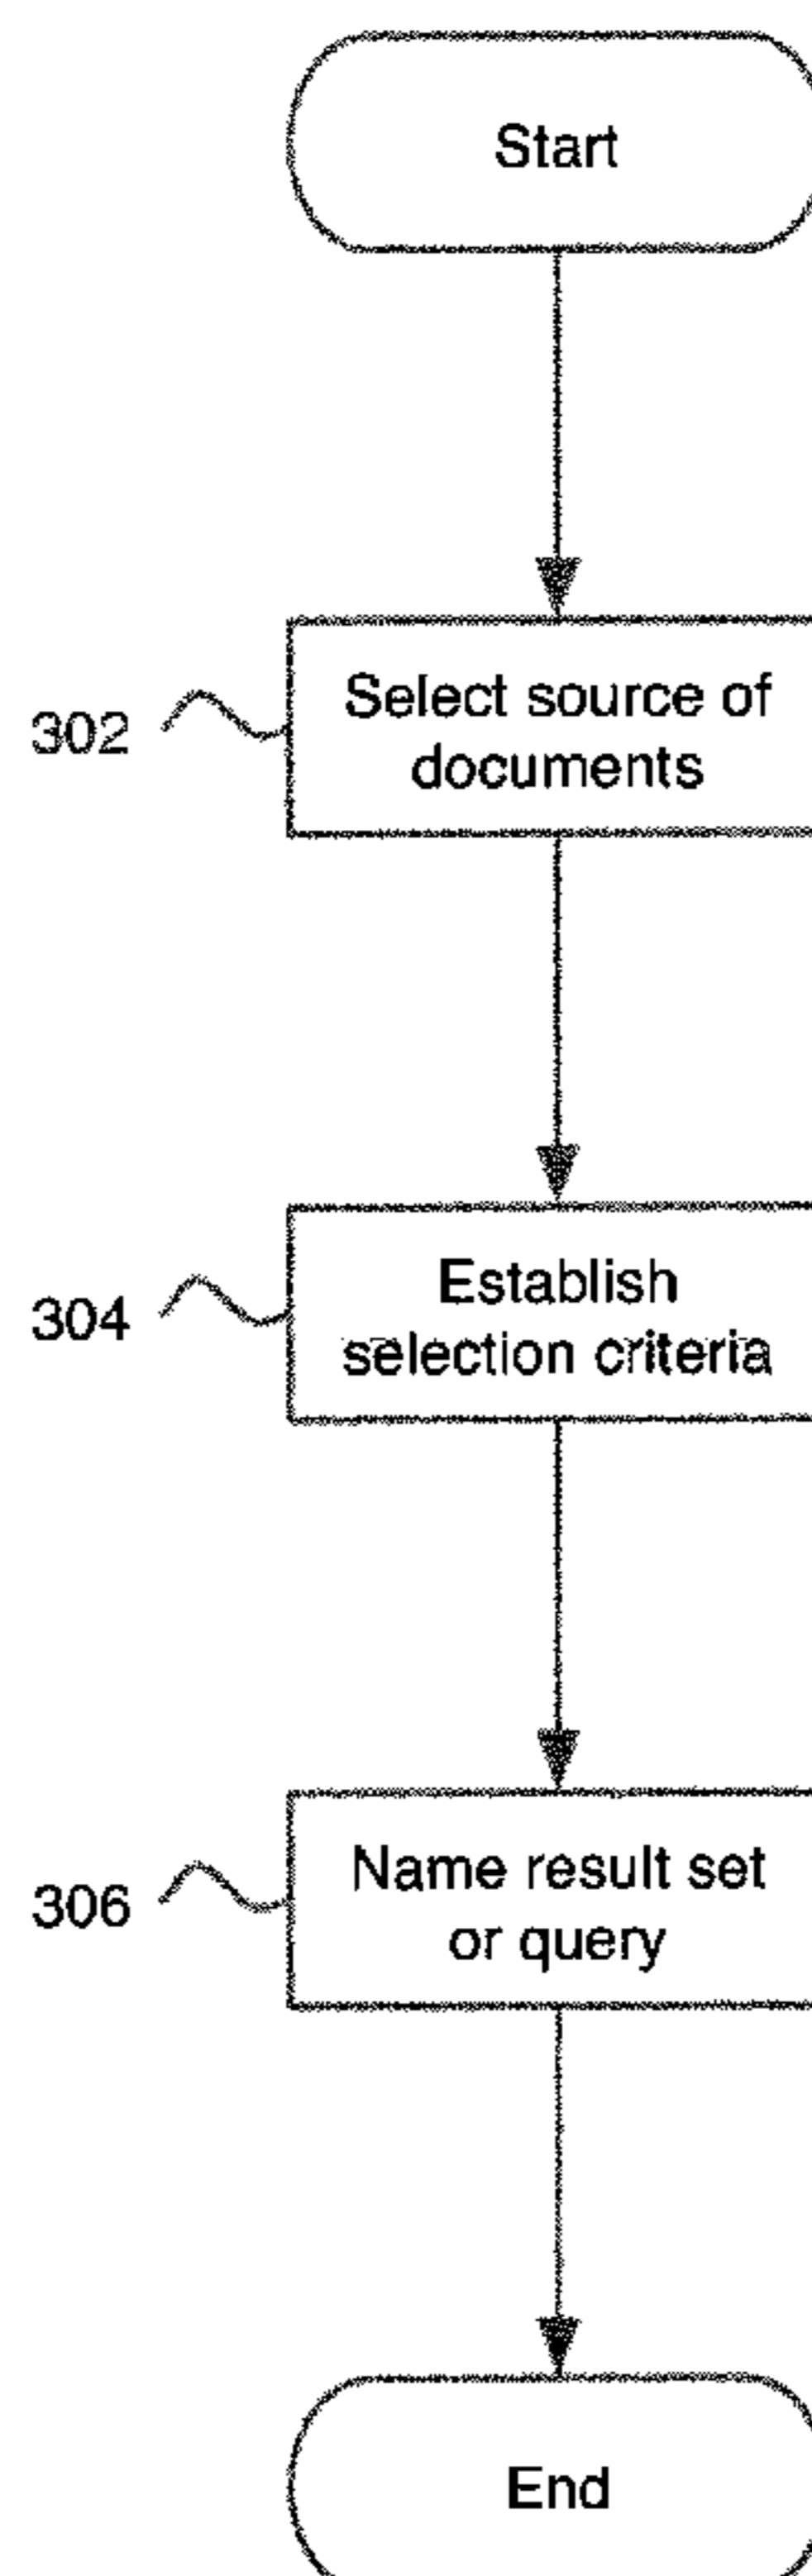 Start
302
Select source of
documents
304
Establish
selection criteria
306
Name result set
or query
End